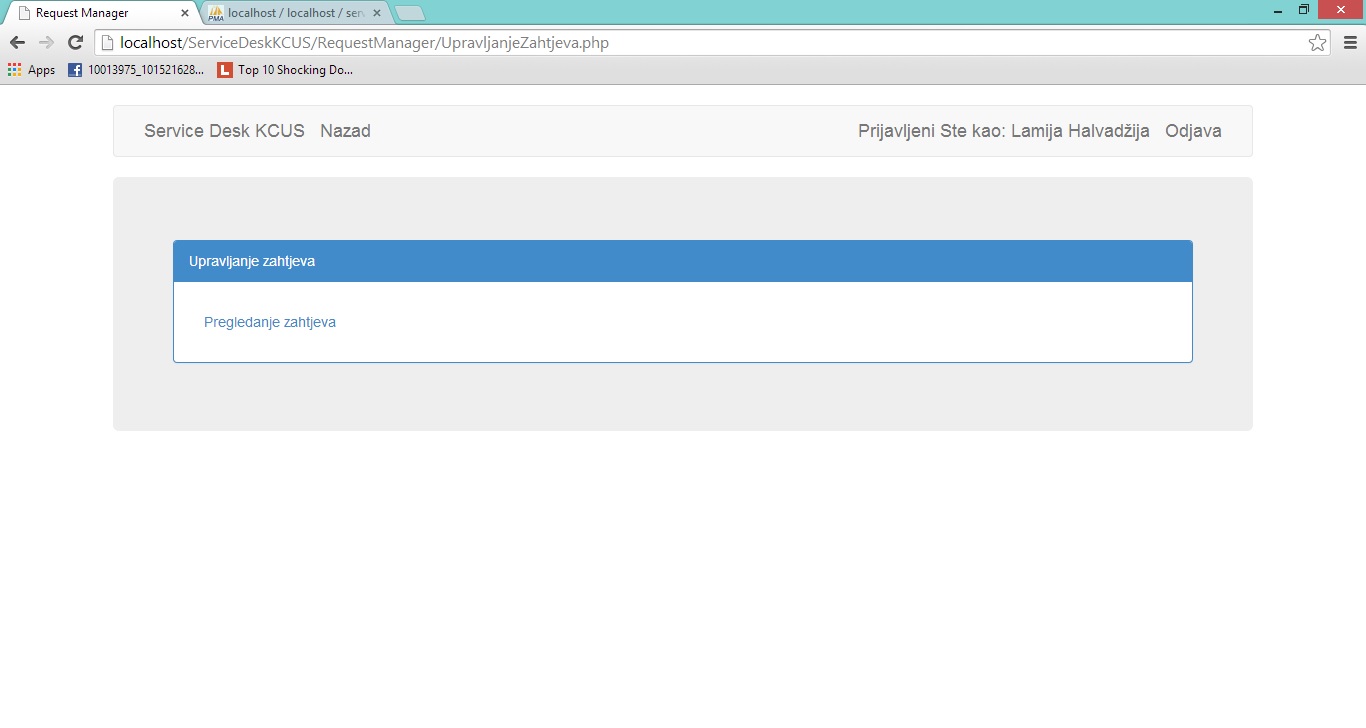 Request Manager
localhost / localhost / ser
localhost/ServiceDeskKCUS/RequestManager/UpravljanjeZahtjeva.php
Apps 10013975_101521628... Top 10 Shocking Do...
Service Desk KCUS Nazad Prijavljeni Ste kao: Lamija Halvadžija Odjava
Upravljanje zahtjeva
Pregledanje zahtjeva